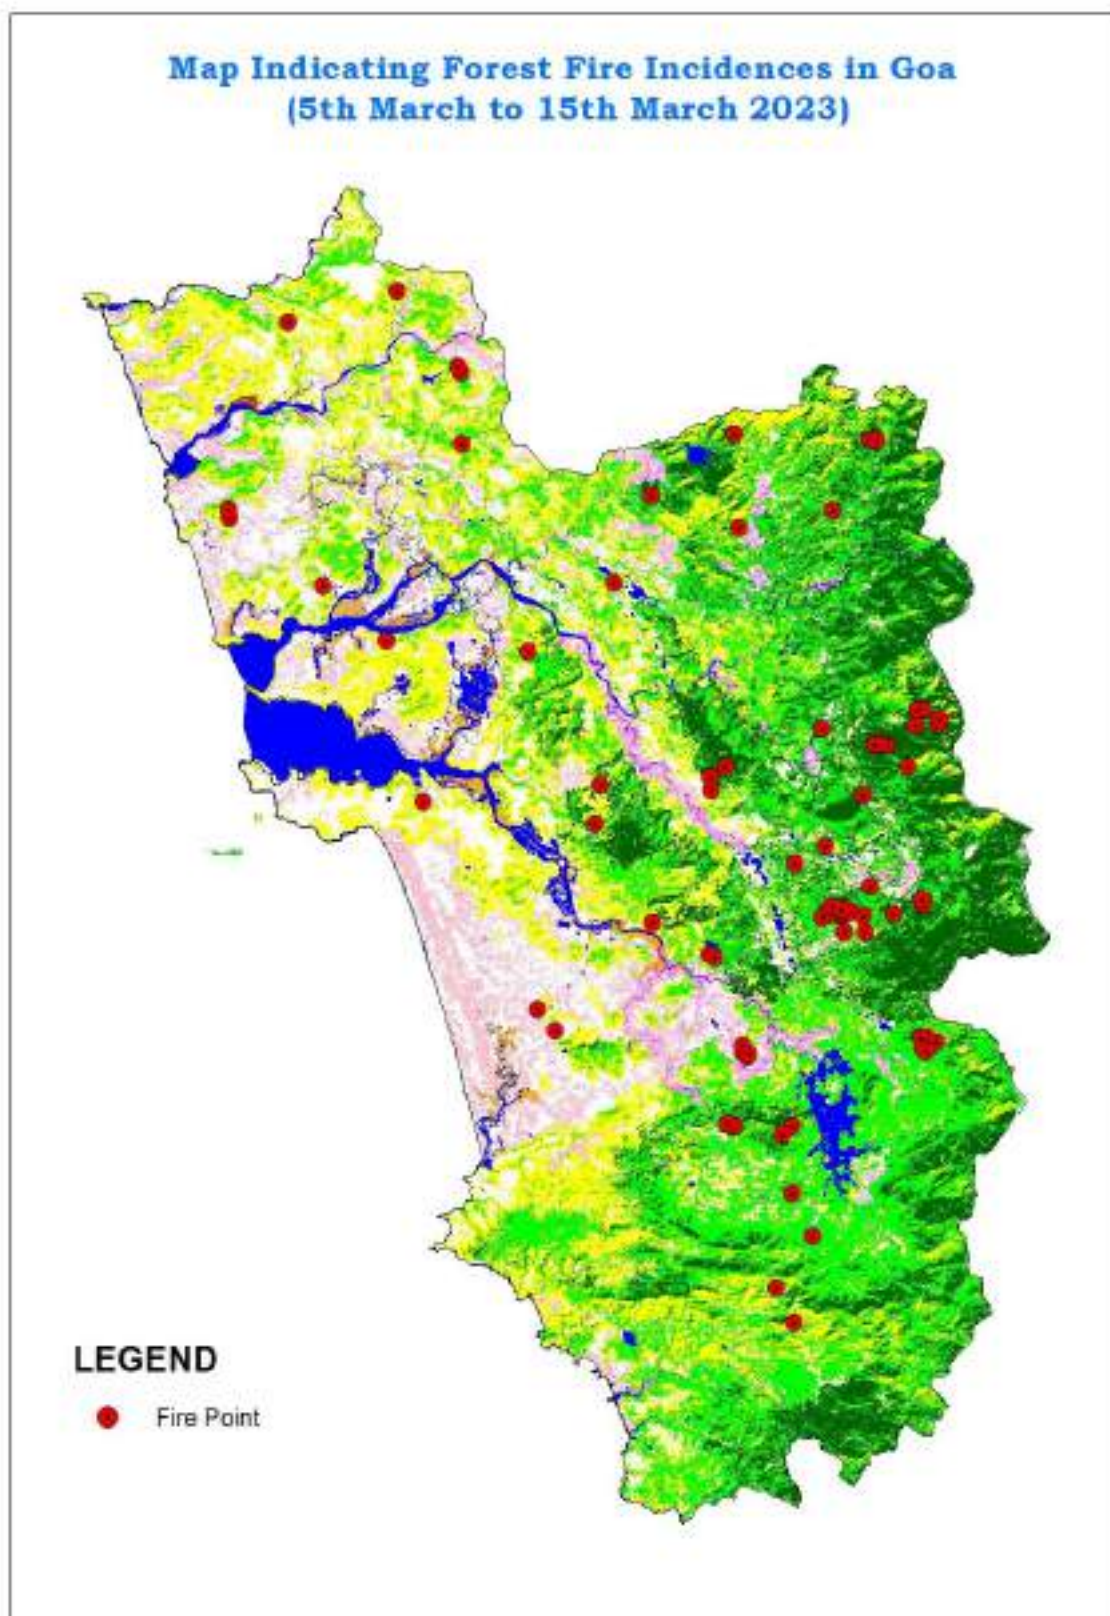 Map Indicating Forest Fire Incidences in Goa
(5th March to 15th March 2023)
LEGEND
Fire Point